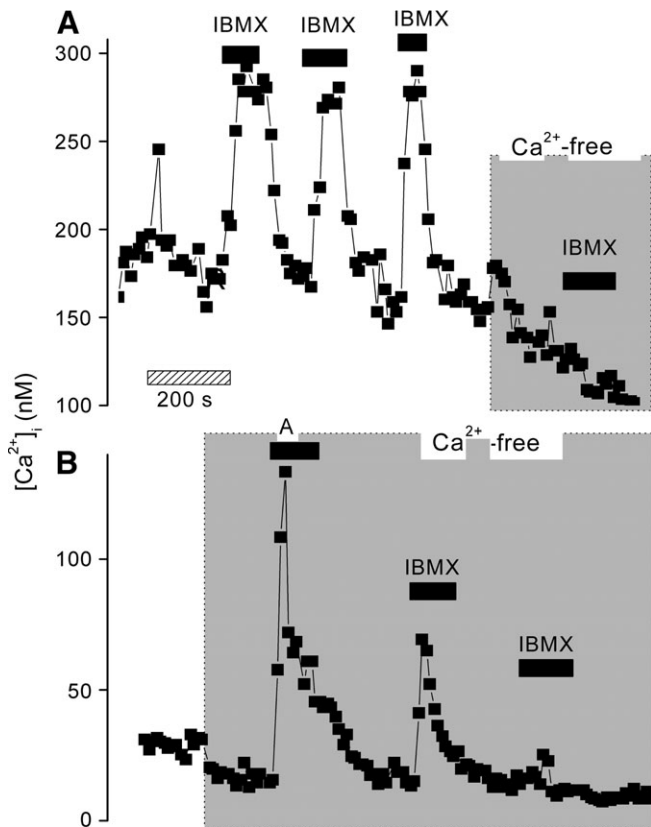 A
IBMX
IBMX
IBMX
300
250
200
150
100
Ca²⁺-free
IBMX
200 s
[Ca²⁺]ᵢ (nM)
B
A
Ca²⁺-free
100
50
0
IBMX
IBMX